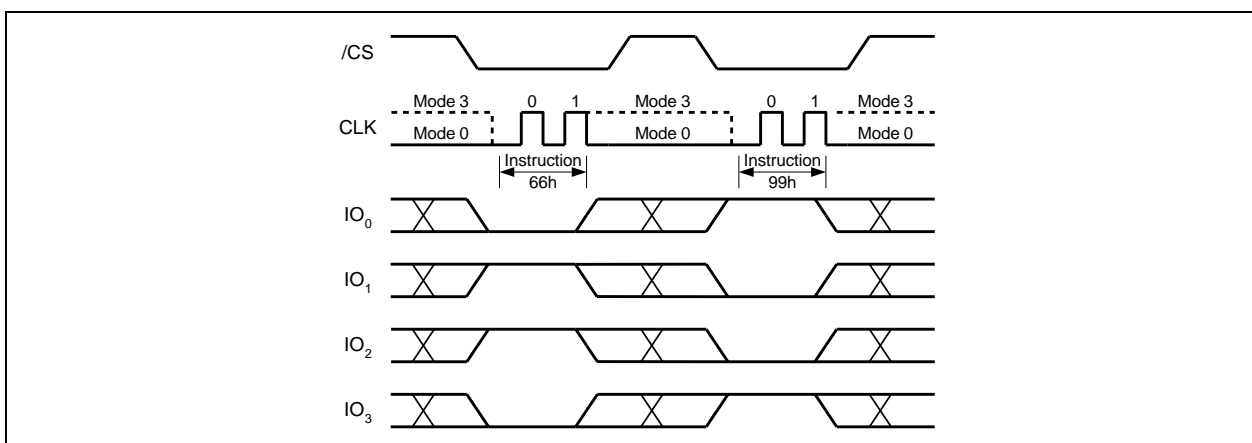 /CS
Mode 3 0 1 Mode 3 0 1 Mode 3
CLK
Mode 0 Mode 0 Mode 0
Instruction Instruction
66h 99h
IO0
IO1
IO2
IO3